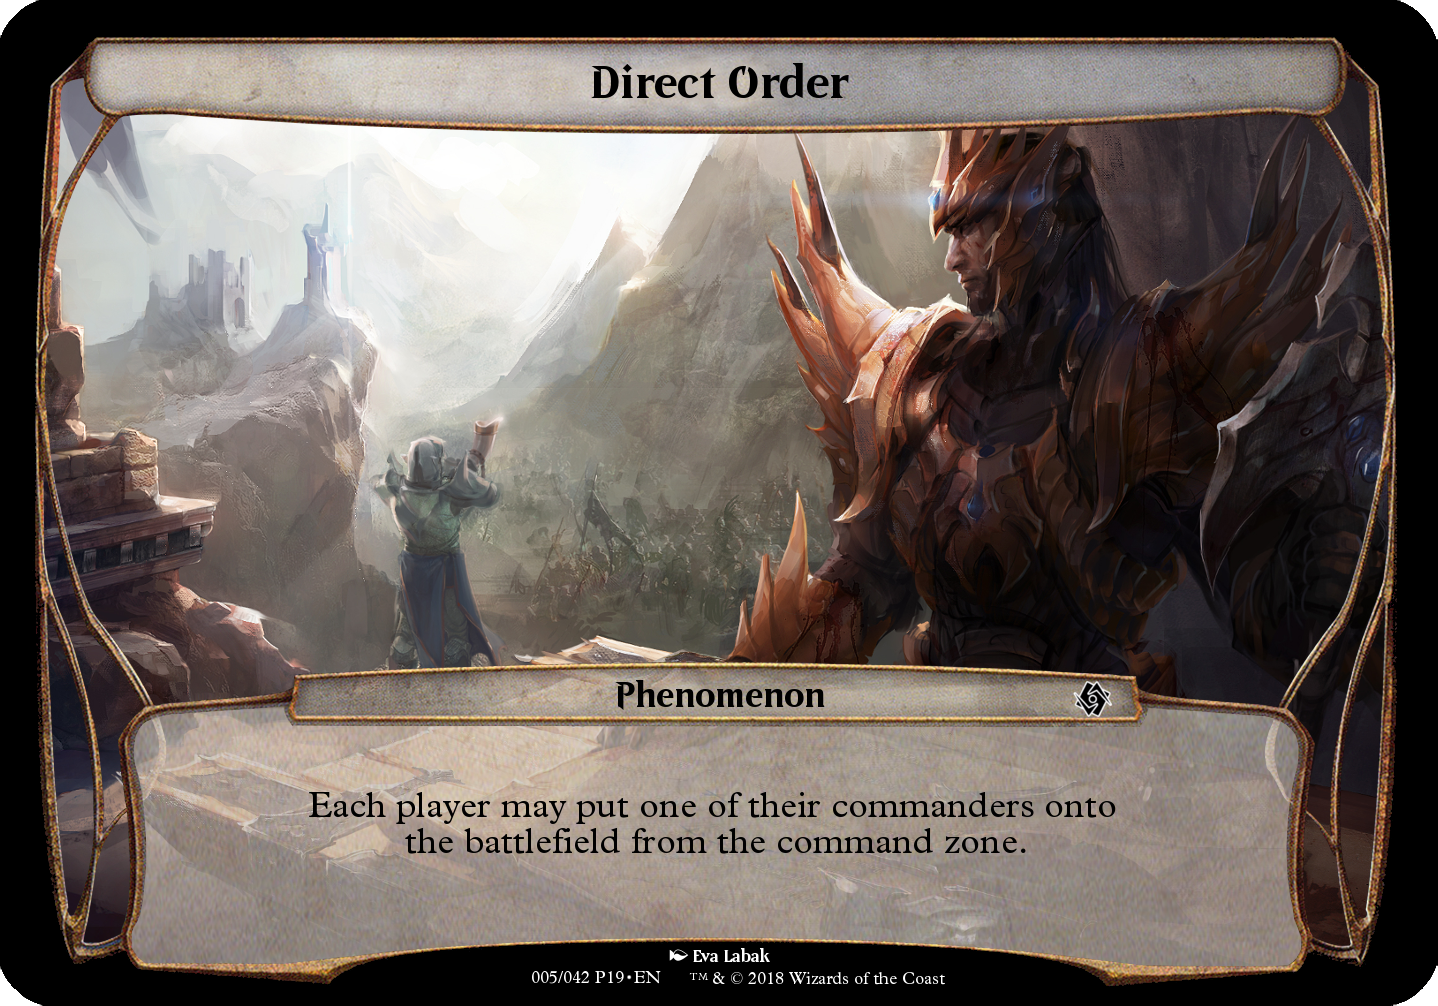 Direct Order
Phenomenon
Each player may put one of their commanders onto
the battlefield from the command zone.
Eva Labak
005/042 P19•EN ™ & © 2018 Wizards of the Coast